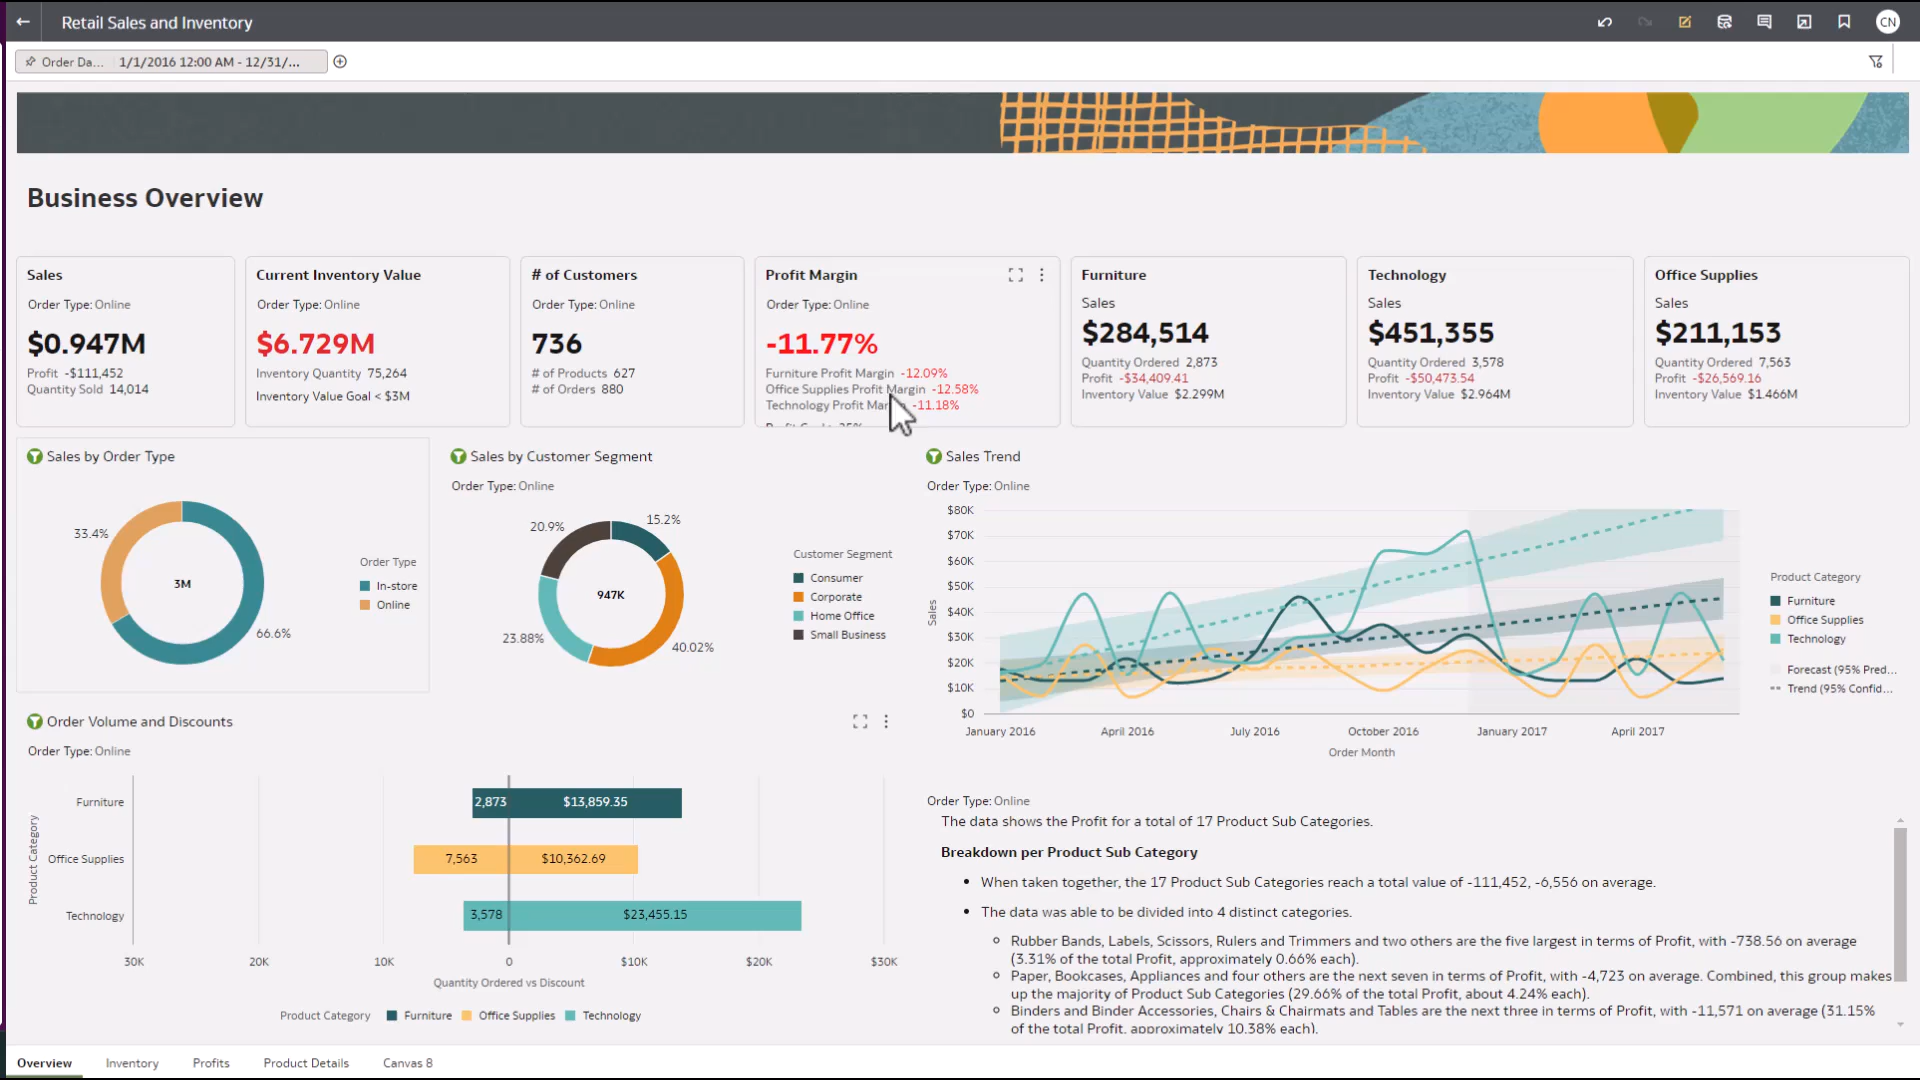 Retail Sales and Inventory
CN
Order Da... 1/1/2016 12:00 AM - 12/31/...
Business Overview
Sales
Order Type: Online
$0.947M
Profit -$111,452
Quantity Sold 14,014
Current Inventory Value
Order Type: Online
$6.729M
Inventory Quantity 75,264
Inventory Value Goal < $3M
# of Customers
Order Type: Online
736
# of Products 627
# of Orders 880
Profit Margin
Order Type: Online
-11.77%
Furniture Profit Margin -12.09%
Office Supplies Profit Margin -12.58%
Technology Profit Mar -11.18%
Furniture
Sales
$284,514
Quantity Ordered 2,873
Profit -$34,409.41
Inventory Value $2.299M
Technology
Sales
$451,355
Quantity Ordered 3,578
Profit -$50,473.54
Inventory Value $2.964M
Office Supplies
Sales
$211,153
Quantity Ordered 7,563
Profit -$26,569.16
Inventory Value $1.466M
Sales by Order Type
33.4%
3M
66.6%
Order Type
In-store
Online
Sales by Customer Segment
Order Type: Online
20.9%
15.2%
947K
23.88%
40.02%
Customer Segment
Consumer
Corporate
Home Office
Small Business
Sales Trend
Order Type: Online
Sales
$80K
$70K
$60K
$50K
$40K
$30K
$20K
$10K
$0
January 2016
April 2016
July 2016
October 2016
January 2017
April 2017
Order Month
Product Category
Furniture
Office Supplies
Technology
Forecast (95% Pred...
Trend (95% Confid...
Order Volume and Discounts
Order Type: Online
Product Category
Furniture
2,873 $13,859.35
Office Supplies
7,563 $10,362.69
Technology
3,578 $23,455.15
30K 20K 10K 0 $10K $20K $30K
Quantity Ordered vs Discount
Product Category Furniture Office Supplies Technology
Order Type: Online
The data shows the Profit for a total of 17 Product Sub Categories.
Breakdown per Product Sub Category
When taken together, the 17 Product Sub Categories reach a total value of -111,452, -6,556 on average.
The data was able to be divided into 4 distinct categories.
Rubber Bands, Labels, Scissors, Rulers and Trimmers and two others are the five largest in terms of Profit, with -738.56 on average
(3.31% of the total Profit, approximately 0.66% each).
Paper, Bookcases, Appliances and four others are the next seven in terms of Profit, with -4,723 on average. Combined, this group makes
up the majority of Product Sub Categories (29.66% of the total Profit, about 4.24% each).
Binders and Binder Accessories, Chairs & Chairmats and Tables are the next three in terms of Profit, with -11,571 on average (31.15%
of the total Profit, approximately 10.38% each).
Overview Inventory Profits Product Details Canvas 8